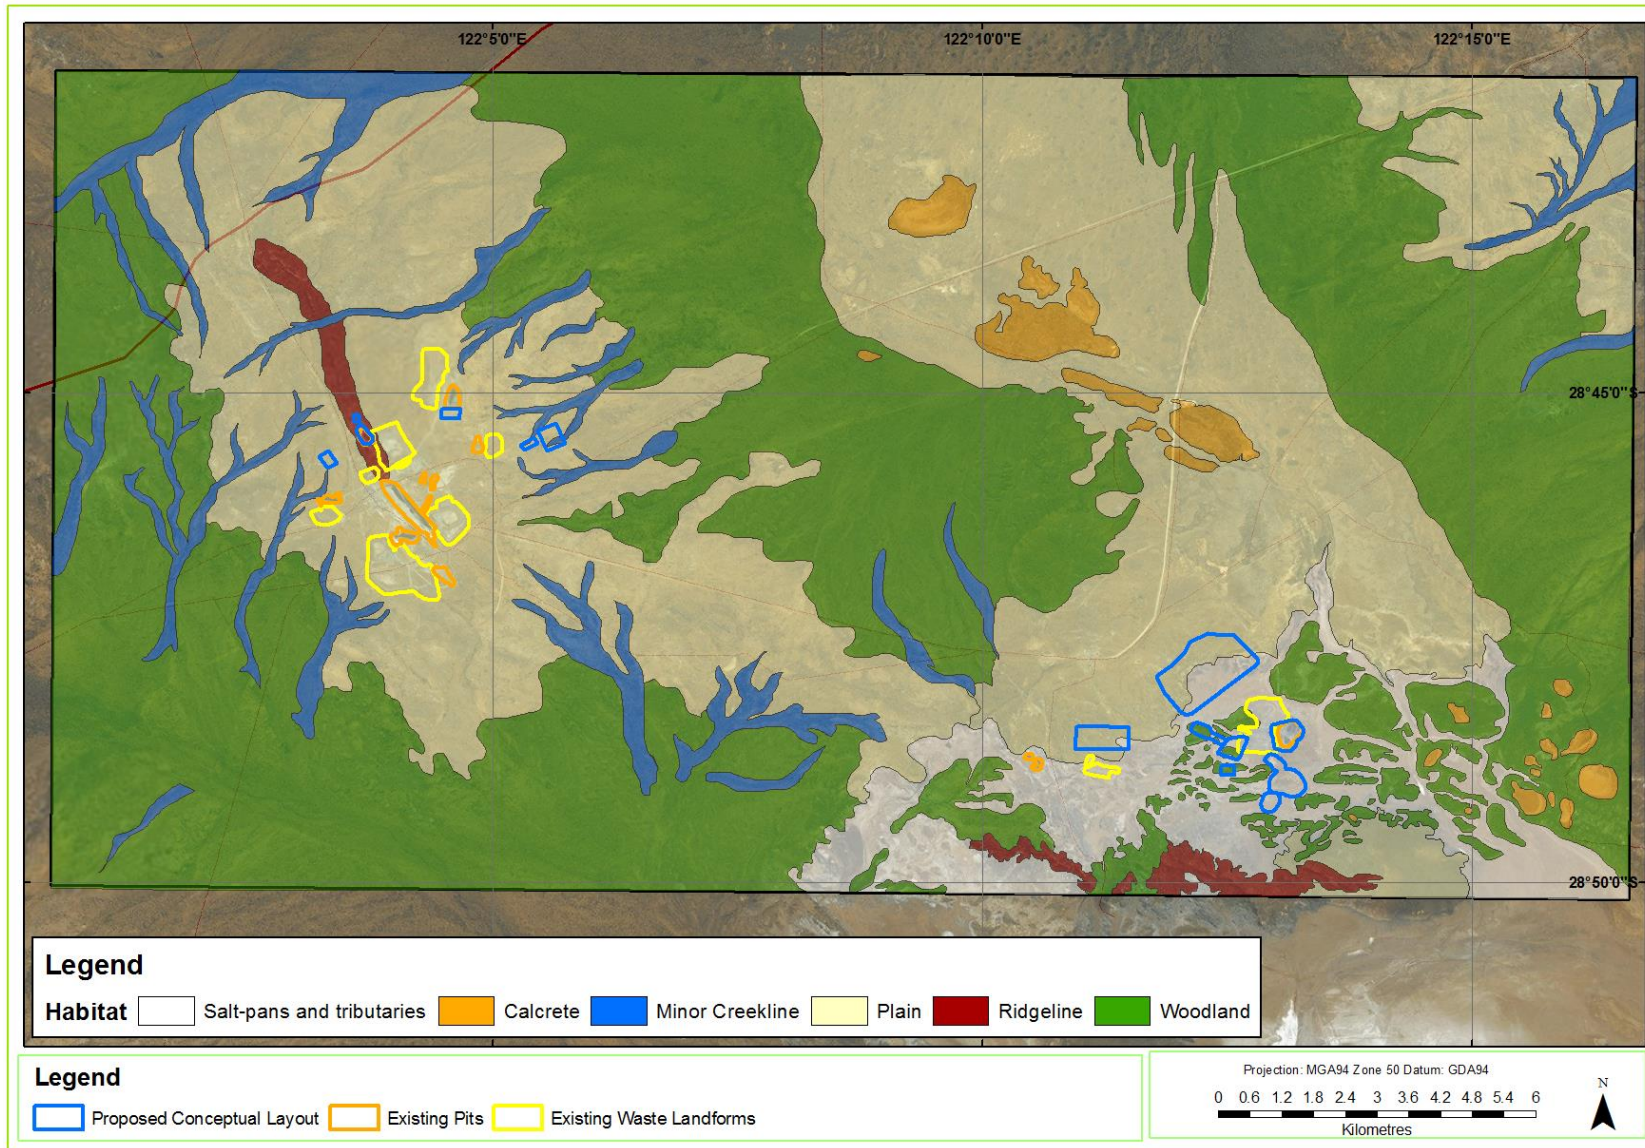 122°5'0"E 122°10'0"E 122°15'0"E
28°45'0"S
28°50'0"S
Legend
Habitat Salt-pans and tributaries Calcrete Minor Creekline Plain Ridgeline Woodland
Legend
Proposed Conceptual Layout Existing Pits Existing Waste Landforms
Projection: MGA94 Zone 50 Datum: GDA94
0 0.6 1.2 1.8 2.4 3 3.6 4.2 4.8 5.4 6
Kilometres
N